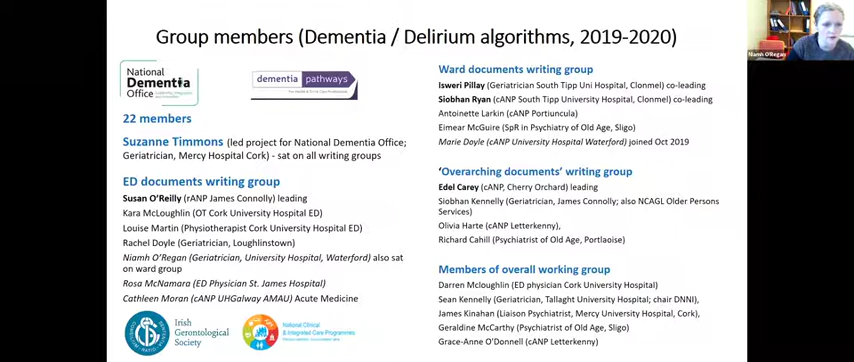 Group members (Dementia / Delirium algorithms, 2019-2020)
National
Dementia
Office
dementia pathways
22 members
Suzanne Timmons (led project for National Dementia Office;
Geriatrician, Mercy Hospital Cork) - sat on all writing groups
ED documents writing group
Susan O'Reilly (rANP James Connolly) leading
Kara McLoughlin (OT Cork University Hospital ED)
Louise Martin (Physiotherapist Cork University Hospital ED)
Rachel Doyle (Geriatrician, Loughlinstown)
Niamh O'Regan (Geriatrician, University Hospital, Waterford) also sat
on ward group
Rosa McNamara (ED Physician St. James Hospital)
Cathleen Moran (cANP UHGalway AMAU) Acute Medicine
Irish
Gerontological
Society
National Clinical
& Integrated Care Programmes
Ward documents writing group
Isweri Pillay (Geriatrician South Tipp Uni Hospital, Clonmel) co-leading
Siobhan Ryan (cANP South Tipp University Hospital, Clonmel) co-leading
Antoinette Larkin (cANP Portiuncula)
Eimear McGuire (SpR in Psychiatry of Old Age, Sligo)
Marie Doyle (cANP University Hospital Waterford) joined Oct 2019
'Overarching documents' writing group
Edel Carey (cANP, Cherry Orchard) leading
Siobhan Kennelly (Geriatrician, James Connolly; also NCAGL Older Persons
Services)
Olivia Harte (cANP Letterkenny),
Richard Cahill (Psychiatrist of Old Age, Portlaoise)
Members of overall working group
Darren Mcloughlin (ED physician Cork University Hospital)
Sean Kennelly (Geriatrician, Tallaght University Hospital; chair DNNI),
James Kinahan (Liaison Psychiatrist, Mercy University Hospital, Cork),
Geraldine McCarthy (Psychiatrist of Old Age, Sligo)
Grace-Anne O'Donnell (cANP Letterkenny)
Niamh O'Regan